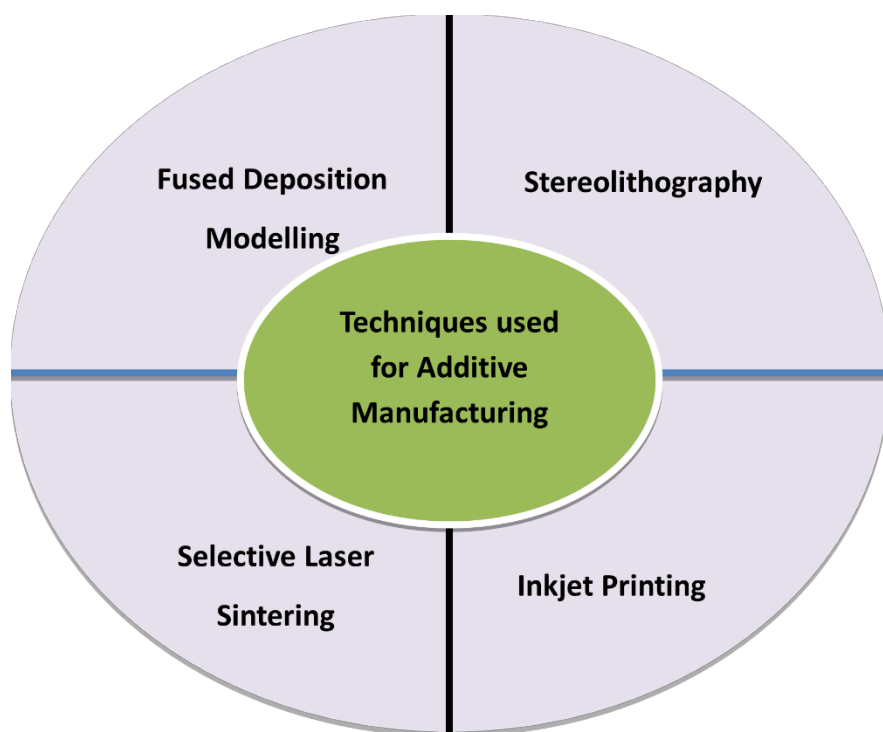 Fused Deposition
Modelling
Stereolithography
Techniques used
for Additive
Manufacturing
Selective Laser
Sintering
Inkjet Printing